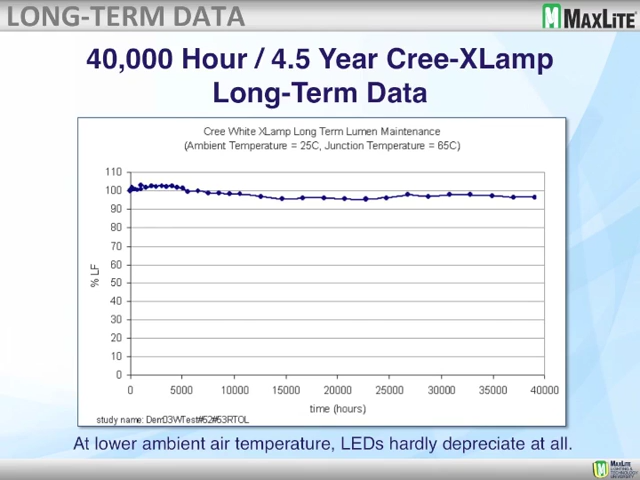 LONG-TERM DATA
MAXLITE
40,000 Hour / 4.5 Year Cree-XLamp
Long-Term Data
Cree White XLamp Long Term Lumen Maintenance
(Ambient Temperature = 25C, Junction Temperature = 65C)
110
100
90
80
70
60
50
40
30
20
10
0
% LF
0 5000 10000 15000 20000 25000 30000 35000 40000
time (hours)
study name: Dem03WTest#52#53RTOL
At lower ambient air temperature, LEDs hardly depreciate at all.
MAXLITE
LIGHTING &
TECHNOLOGY
UNIVERSITY